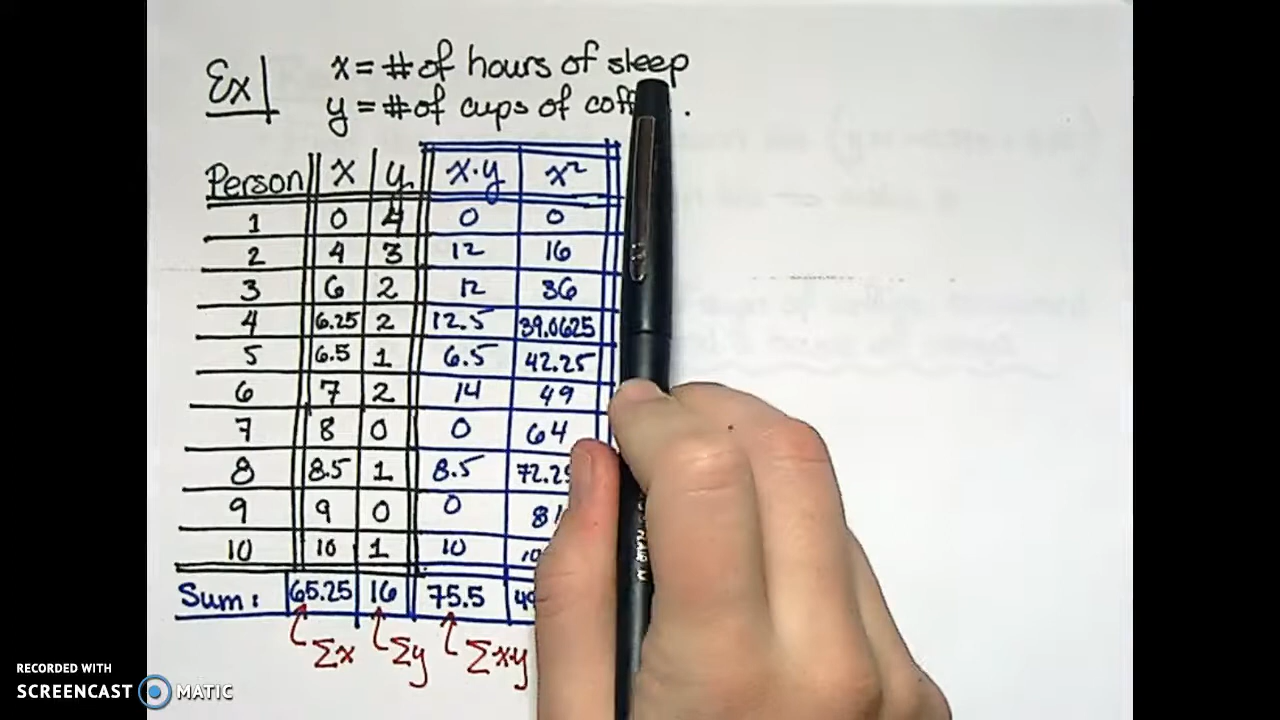 Ex 1
x = # of hours of sleep
y = # of cups of
Person x y x·y x²
1 0 4 0 0
2 4 3 12 16
3 6 2 12 36
4 6.25 2 12.5 39.0625
5 6.5 1 6.5 42.25
6 7 2 14 49
7 8 0 0 64
8 8.5 1 8.5
9 9 0 0
10 10 1 10
Sum: 65.25 16 75.5
Σx Σy Σx·y
RECORDED WITH
SCREENCAST MATIC